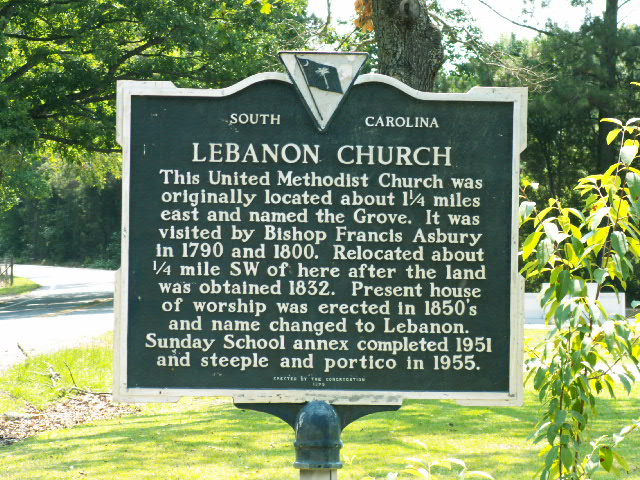 SOUTH CAROLINA
LEBANON CHURCH
This United Methodist Church was
originally located about 1¼ miles
east and named the Grove. It was
visited by Bishop Francis Asbury
in 1790 and 1800. Relocated about
¼ mile SW of here after the land
was obtained 1832. Present house
of worship was erected in 1850's
and name changed to Lebanon.
Sunday School annex completed 1951
and steeple and portico in 1955.
ERECTED BY THE CONGREGATION